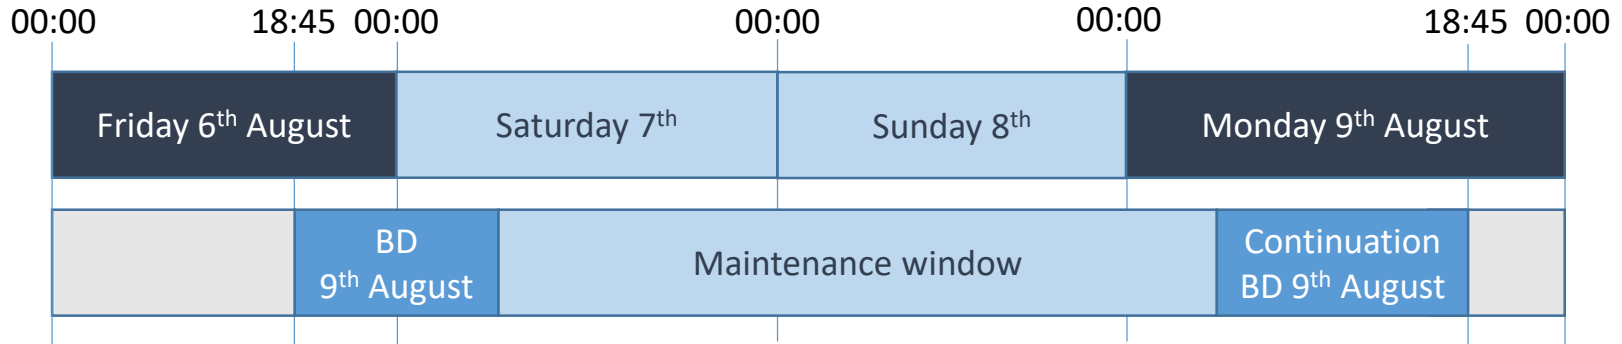 00:00 18:45 00:00 00:00 00:00 18:45 00:00
Friday 6th August Saturday 7th Sunday 8th Monday 9th August
BD
9th August
Maintenance window
Continuation
BD 9th August